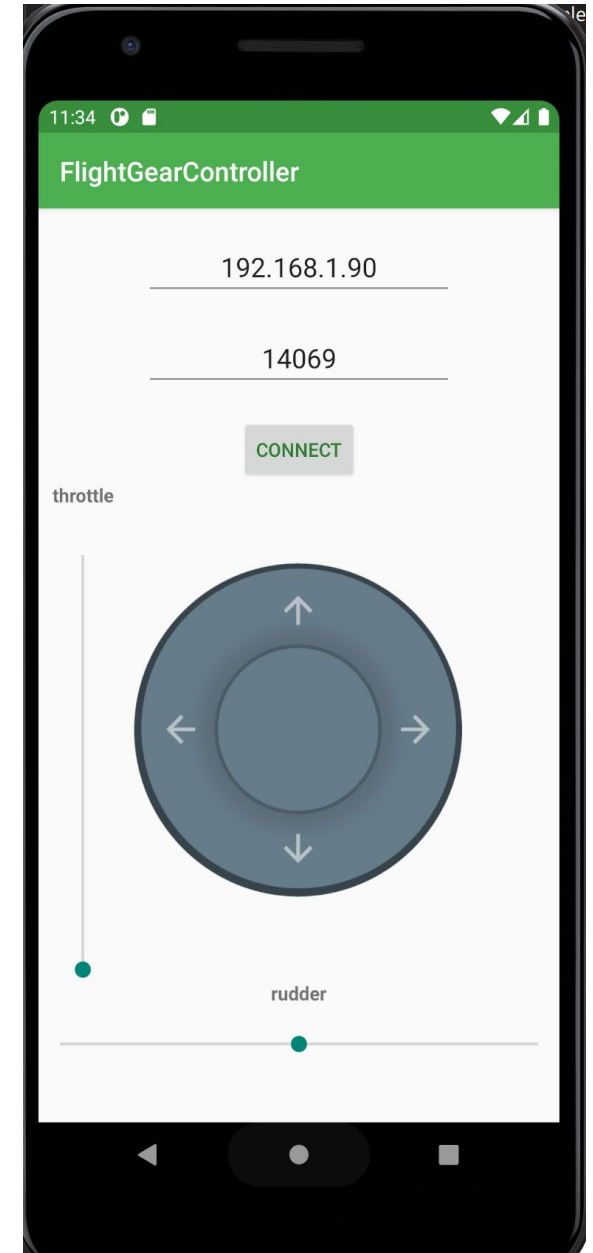 11:34
FlightGearController
192.168.1.90
14069
CONNECT
throttle
rudder